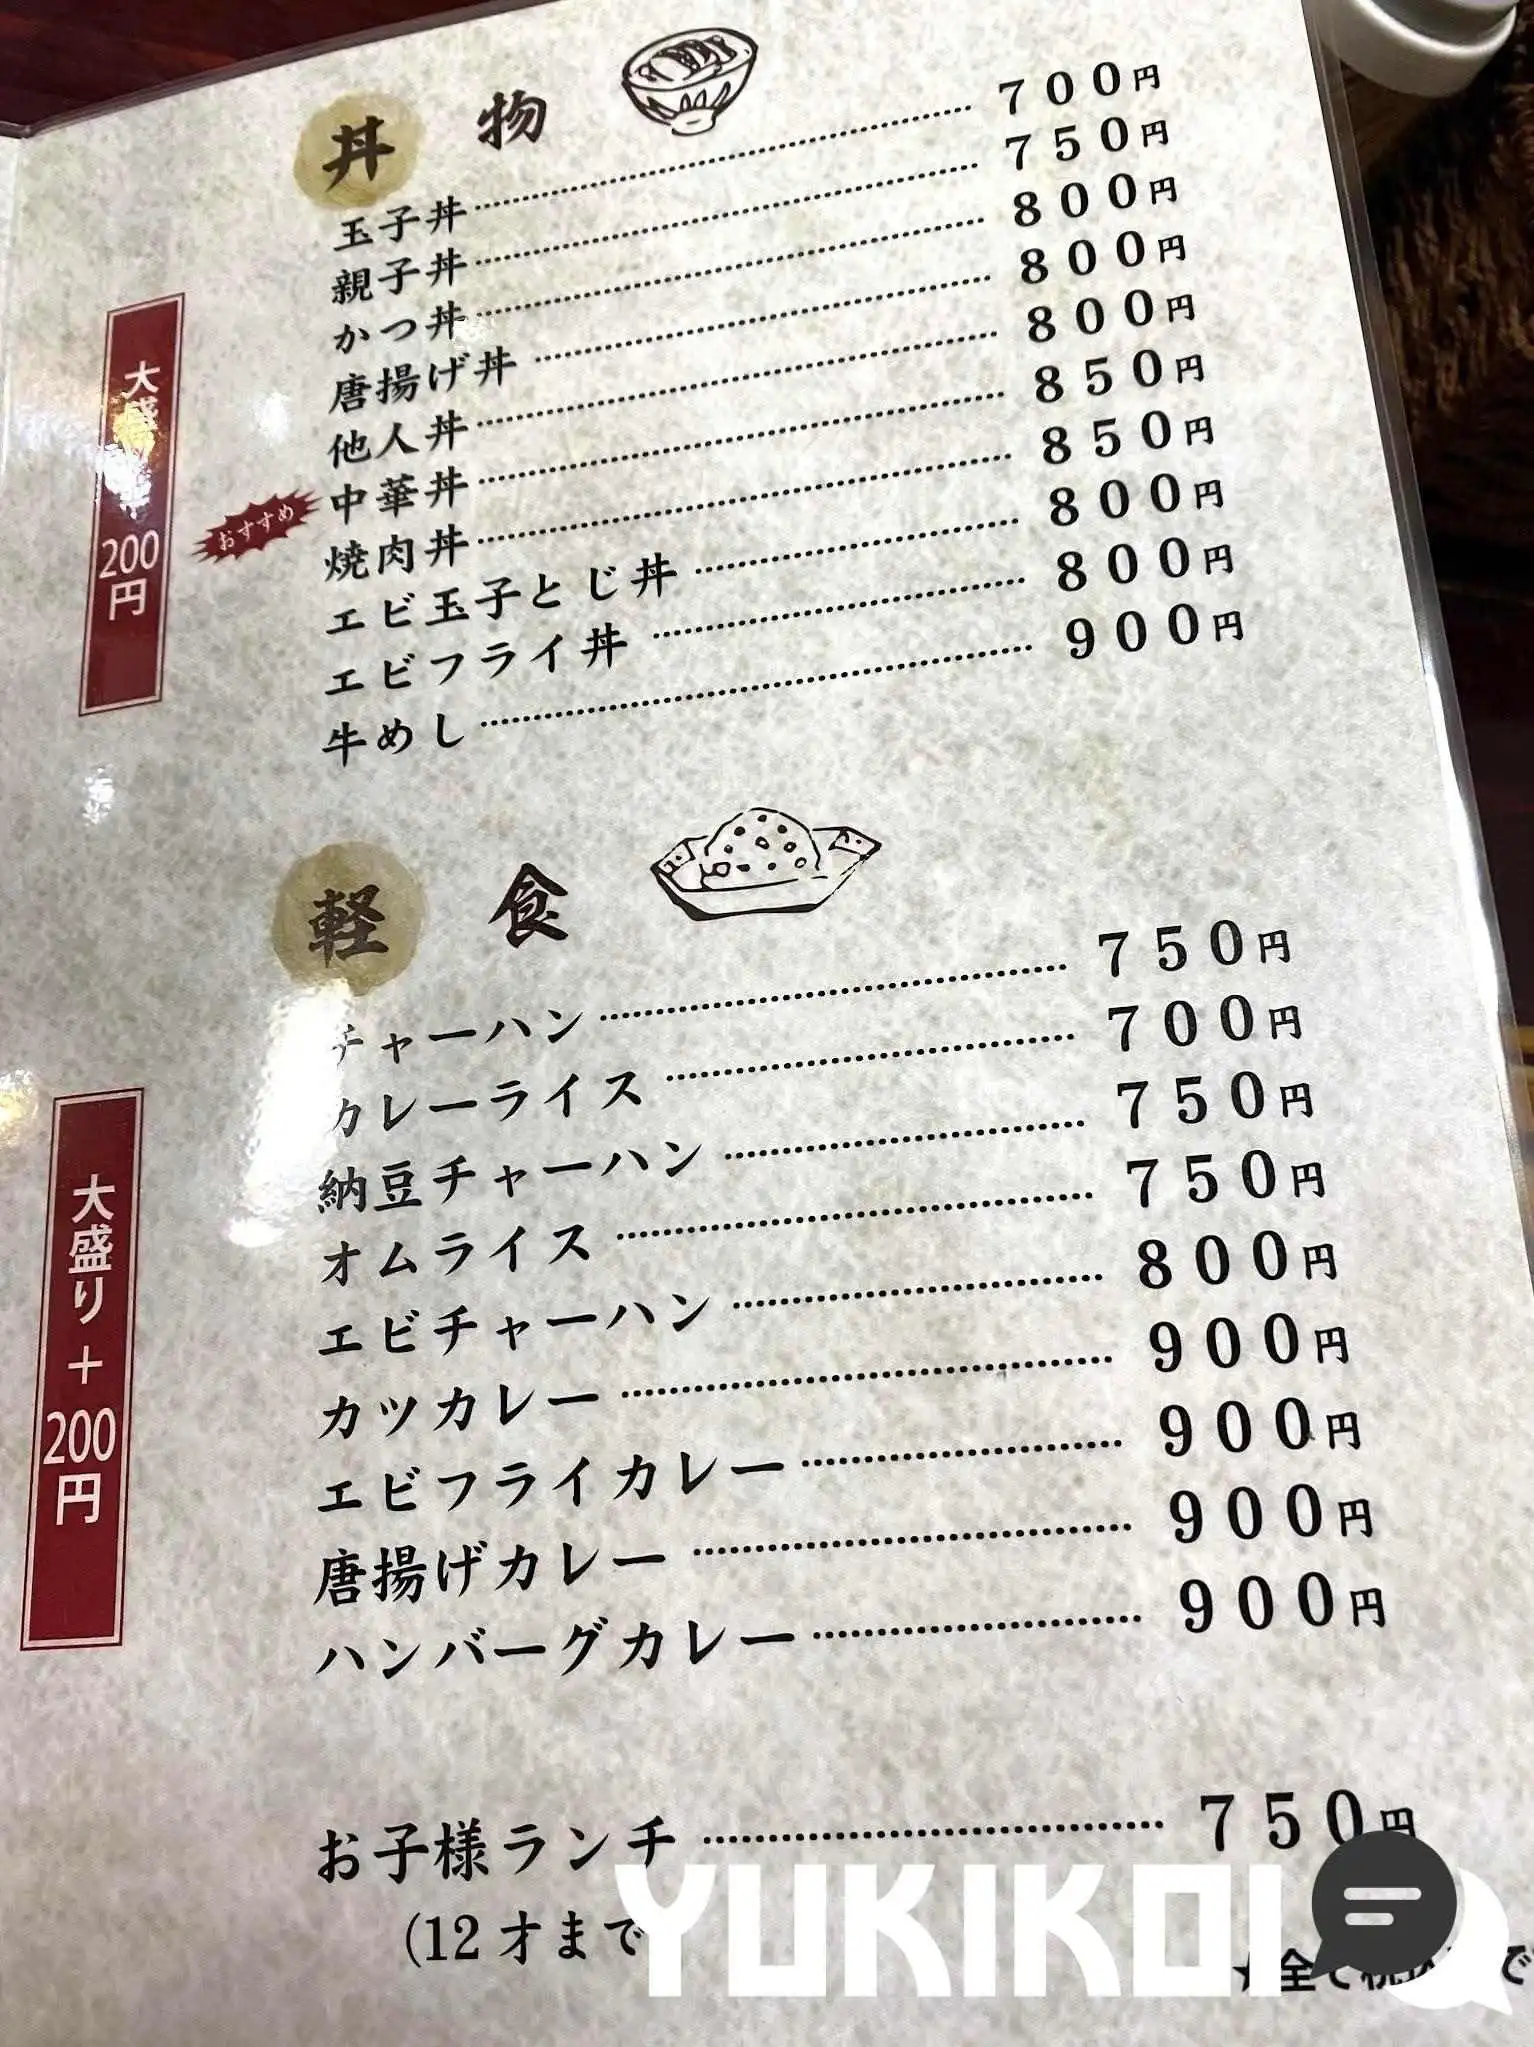 丼物
玉子丼 700円
親子丼 750円
かつ丼 800円
唐揚げ丼 800円
他人丼 800円
中華丼 850円
焼肉丼 850円
エビ玉子とじ丼 800円
エビフライ丼 800円
牛めし 900円
おすすめ
大盛
200円
軽食
チャーハン 750円
カレーライス 700円
納豆チャーハン 750円
オムライス 750円
エビチャーハン 800円
カツカレー 900円
エビフライカレー 900円
唐揚げカレー 900円
ハンバーグカレー 900円
大盛り+200円
お子様ランチ 750円
(12才まで
★全て
で
YUKIKOI